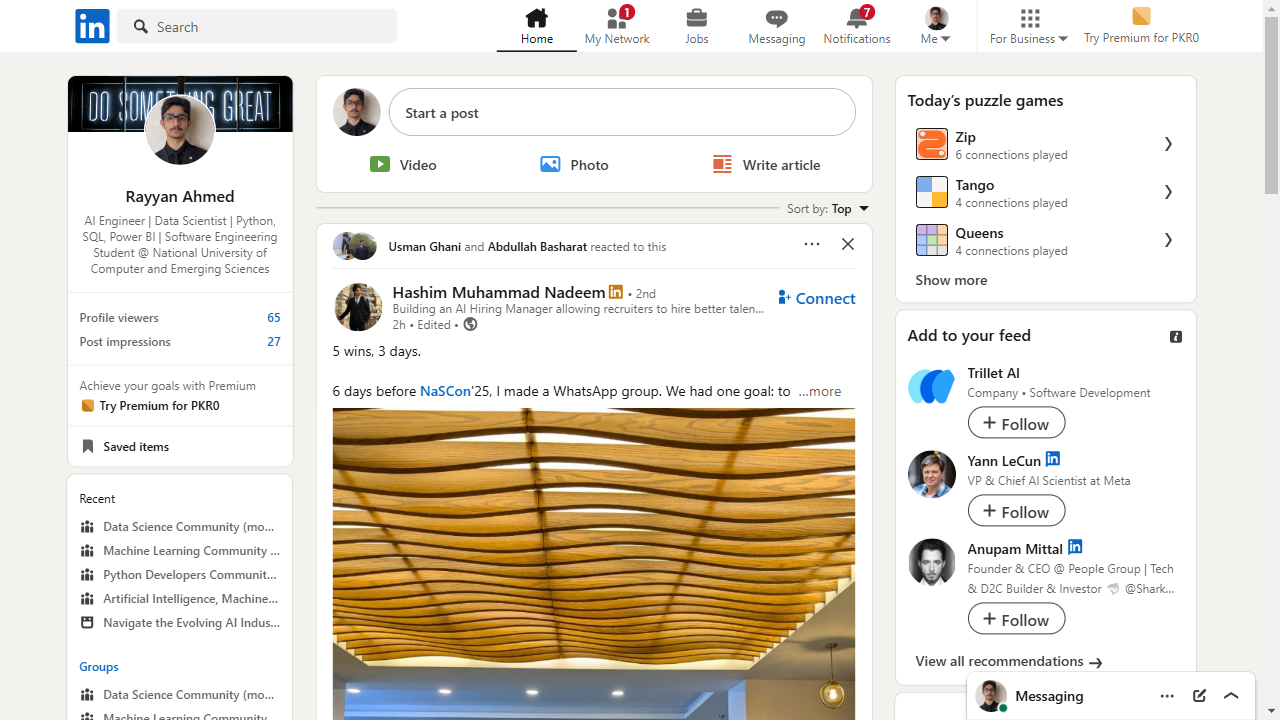 in
Search
Home
1
My Network
Jobs
Messaging
7
Notifications
Me
For Business
Try Premium for PKR0
DO SOMETHING GREAT
Rayyan Ahmed
AI Engineer | Data Scientist | Python,
SQL, Power BI | Software Engineering
Student @ National University of
Computer and Emerging Sciences
Profile viewers 65
Post impressions 27
Achieve your goals with Premium
Try Premium for PKR0
Saved items
Recent
Data Science Community (mo...
Machine Learning Community ...
Python Developers Communit...
Artificial Intelligence, Machine...
Navigate the Evolving AI Indus...
Groups
Data Science Community (mo...
Machine Learning Community
Start a post
Video
Photo
Write article
Sort by: Top
Usman Ghani and Abdullah Basharat reacted to this
Hashim Muhammad Nadeem in • 2nd
Connect
Building an AI Hiring Manager allowing recruiters to hire better talen...
2h • Edited •
5 wins, 3 days.
6 days before NaSCon'25, I made a WhatsApp group. We had one goal: to ...more
Today’s puzzle games
Zip
6 connections played
Tango
4 connections played
Queens
4 connections played
Show more
Add to your feed
Trillet AI
Company • Software Development
+ Follow
Yann LeCun in
VP & Chief AI Scientist at Meta
+ Follow
Anupam Mittal in
Founder & CEO @ People Group | Tech
& D2C Builder & Investor 🦈 @Shark...
+ Follow
View all recommendations →
Messaging